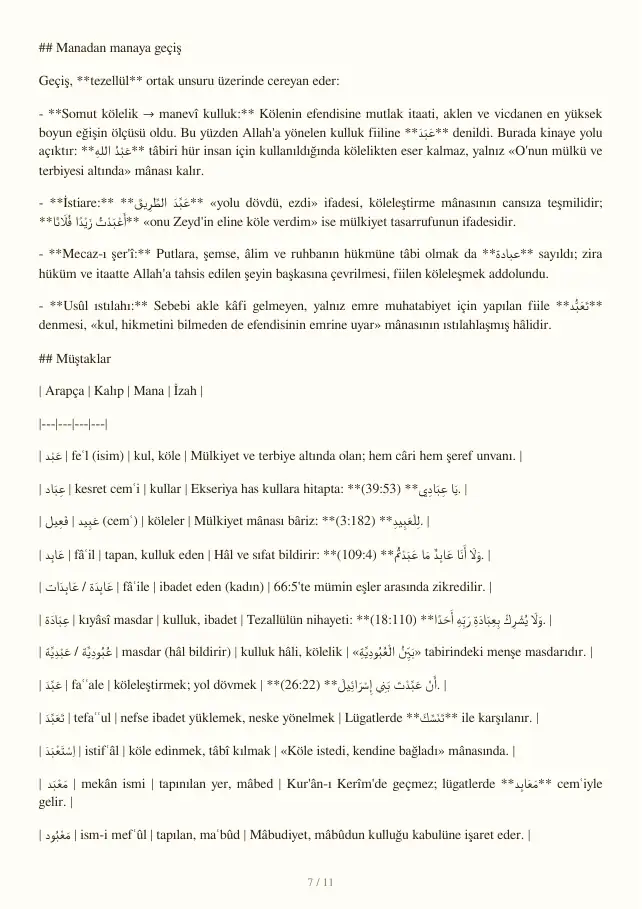 ## Manadan manaya geçiş
Geçiş, **tezellül** ortak unsuru üzerinde cereyan eder:
- **Somut kölelik → manevî kulluk:** Kölenin efendisine mutlak itaati, aklen ve vicdanen en yüksek
boyun eğişin ölçüsü oldu. Bu yüzden Allah'a yönelen kulluk fiiline **عَبَدَ** denildi. Burada kinaye yolu
açıktır: **عَبْدُ اللهِ** tâbiri hür insan için kullanıldığında kölelikten eser kalmaz, yalnız «O'nun mülkü ve
terbiyesi altında» mânası kalır.
- **İstiare:** **عَبَّدَ الطَّرِيقَ** «yolu dövdü, ezdi» ifadesi, köleleştirme mânasının cansıza teşmilidir;
**أَعْبَدْتُ زَيْدًا فُلَانًا** «onu Zeyd'in eline köle verdim» ise mülkiyet tasarrufunun ifadesidir.
- **Mecaz-ı şer'î:** Putlara, şemse, âlim ve ruhbanın hükmüne tâbi olmak da **عبادة** sayıldı; zira
hüküm ve itaatte Allah'a tahsis edilen şeyin başkasına çevrilmesi, fiilen köleleşmek addolundu.
- **Usûl ıstılahı:** Sebebi akle kâfi gelmeyen, yalnız emre muhatabiyet için yapılan fiile **تَعَبُّد**
denmesi, «kul, hikmetini bilmeden de efendisinin emrine uyar» mânasının ıstılahlaşmış hâlidir.
## Müştaklar
| Arapça | Kalıp | Mana | İzah |
|---|---|---|---|
| عَبْد | feʿl (isim) | kul, köle | Mülkiyet ve terbiye altında olan; hem câri hem şeref unvanı. |
| عِبَاد | kesret cemʿi | kullar | Ekseriya has kullara hitapta: **يَا عِبَادِي** (39:53). |
| عَبِيد | فَعِيل (cemʿ) | köleler | Mülkiyet mânası bâriz: **لِلْعَبِيدِ** (3:182). |
| عَابِد | fâʿil | tapan, kulluk eden | Hâl ve sıfat bildirir: **وَلَا أَنَا عَابِدٌ مَا عَبَدْتُمْ** (109:4). |
| عَابِدَة / عَابِدَات | fâʿile | ibadet eden (kadın) | 66:5'te mümin eşler arasında zikredilir. |
| عِبَادَة | kıyâsî masdar | kulluk, ibadet | Tezallülün nihayeti: **وَلَا يُشْرِكْ بِعِبَادَةِ رَبِّهِ أَحَدًا** (18:110). |
| عُبُودِيَّة / عَبْدِيَّة | masdar (hâl bildirir) | kulluk hâli, kölelik | «بَيِّنُ الْعُبُودِيَّةِ» tabirindeki menşe masdarıdır. |
| عَبَّدَ | faʿʿale | köleleştirmek; yol dövmek | **أَنْ عَبَّدْتَ بَنِي إِسْرَائِيلَ** (26:22). |
| تَعَبَّدَ | tefaʿʿul | nefse ibadet yüklemek, neske yönelmek | Lügatlerde **تَنَسَّكَ** ile karşılanır. |
| اِسْتَعْبَدَ | istifʿâl | köle edinmek, tâbî kılmak | «Köle istedi, kendine bağladı» mânasında. |
| مَعْبَد | mekân ismi | tapınılan yer, mâbed | Kur'ân-ı Kerîm'de geçmez; lügatlerde **مَعَابِد** cemʿiyle
gelir. |
| مَعْبُود | ism-i mefʿûl | tapılan, maʿbûd | Mâbudiyet, mâbûdun kulluğu kabulüne işaret eder. |
7 / 11